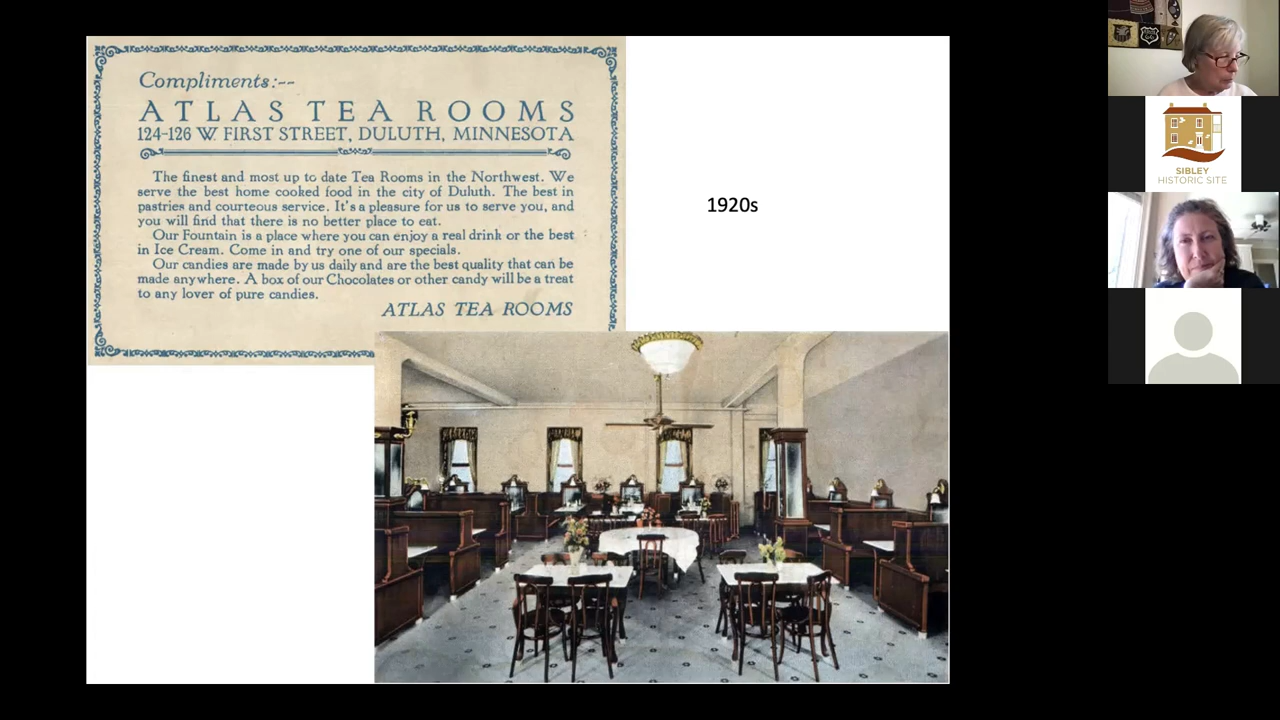 Compliments:--
ATLAS TEA ROOMS
124-126 W FIRST STREET, DULUTH, MINNESOTA
The finest and most up to date Tea Rooms in the Northwest. We
serve the best home cooked food in the city of Duluth. The best in
pastries and courteous service. It's a pleasure for us to serve you, and
you will find that there is no better place to eat.
Our Fountain is a place where you can enjoy a real drink or the best
in Ice Cream. Come in and try one of our specials.
Our candies are made by us daily and are the best quality that can be
made anywhere. A box of our Chocolates or other candy will be a treat
to any lover of pure candies.
ATLAS TEA ROOMS
1920s
SIBLEY
HISTORIC SITE